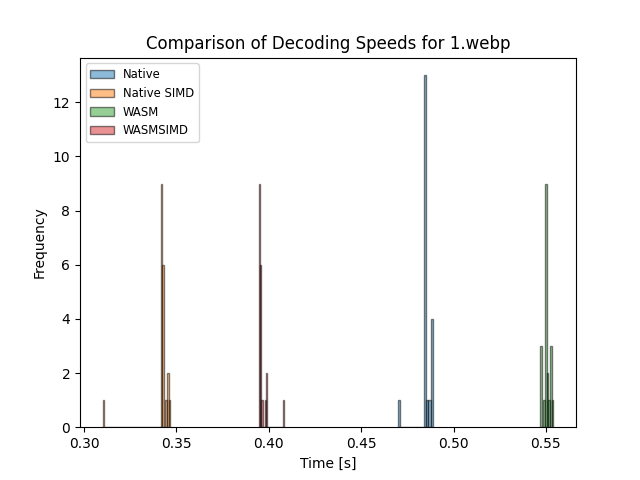 Comparison of Decoding Speeds for 1.webp
Native
Native SIMD
WASM
WASMSIMD
12
10
8
6
4
2
0
Frequency
0.30 0.35 0.40 0.45 0.50 0.55
Time [s]